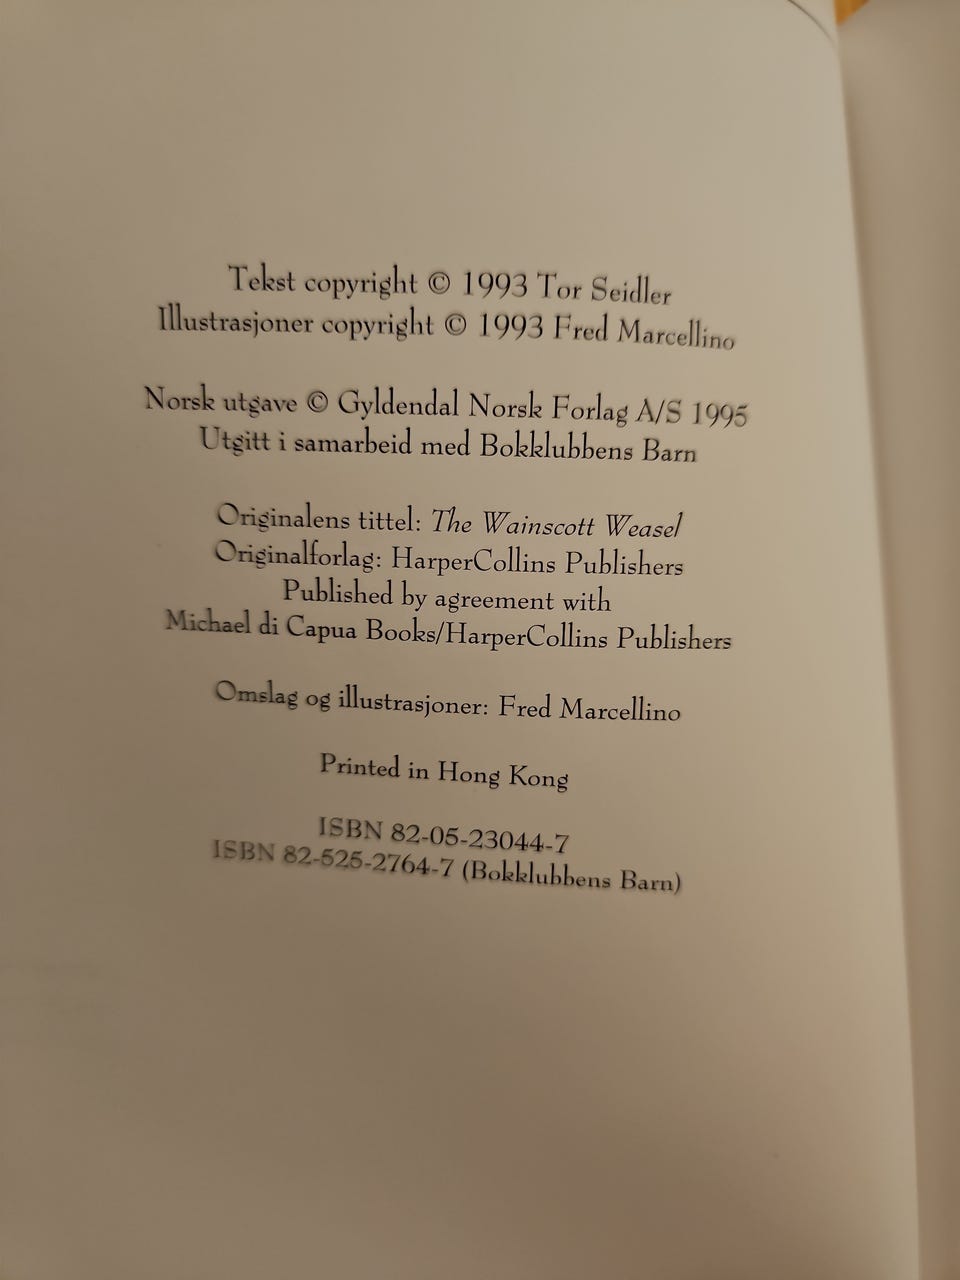 Tekst copyright © 1993 Tor Seidler
Illustrasjoner copyright © 1993 Fred Marcellino
Norsk utgave © Gyldendal Norsk Forlag A/S 1995
Utgitt i samarbeid med Bokklubbens Barn
Originalens tittel: The Wainscott Weasel
Originalforlag: HarperCollins Publishers
Published by agreement with
Michael di Capua Books/HarperCollins Publishers
Omslag og illustrasjoner: Fred Marcellino
Printed in Hong Kong
ISBN 82-05-23044-7
ISBN 82-525-2764-7 (Bokklubbens Barn)